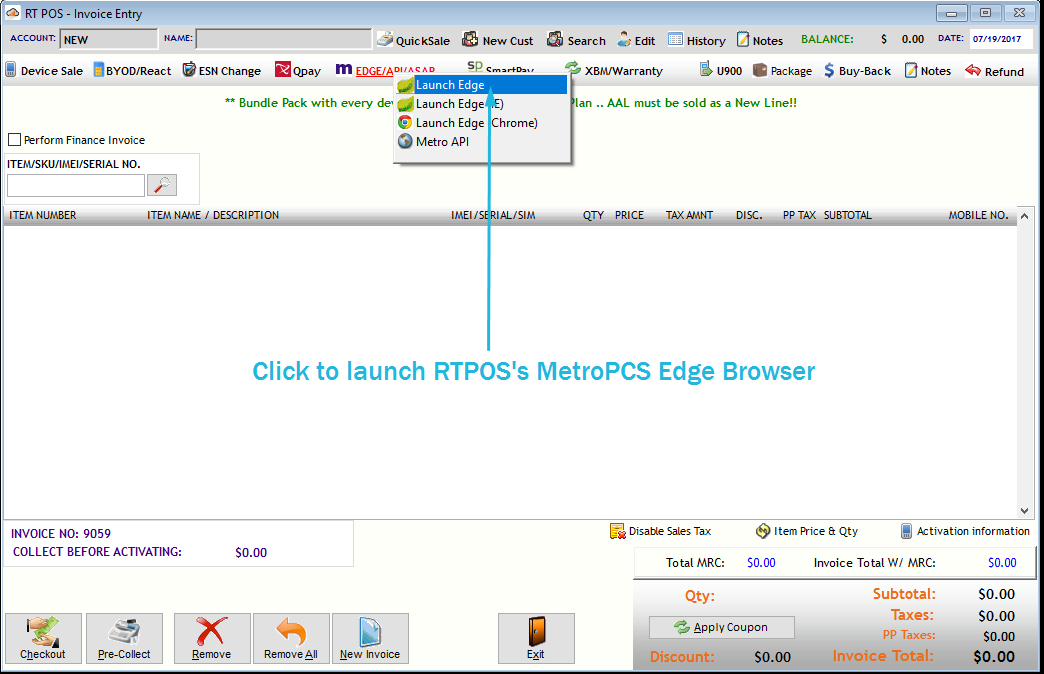 RT POS - Invoice Entry
ACCOUNT: NEW NAME: QuickSale New Cust Search Edit History Notes BALANCE: $ 0.00 DATE: 07/19/2017
Device Sale BYOD/React ESN Change Qpay m EDGE/API/ASAP sp SmartPay XBM/Warranty U900 Package $ Buy-Back Notes Refund
Launch Edge
** Bundle Pack with every Plan .. AAL must be sold as a New Line!!
Launch Edge
Launch Edge (Chrome)
Metro API
Perform Finance Invoice
ITEM/SKU/IMEI/SERIAL NO.
ITEM NUMBER ITEM NAME / DESCRIPTION IMEI/SERIAL/SIM QTY PRICE TAX AMNT DISC. PP TAX SUBTOTAL MOBILE NO.
Click to launch RTPOS's MetroPCS Edge Browser
INVOICE NO: 9059
COLLECT BEFORE ACTIVATING: $0.00
Disable Sales Tax Item Price & Qty Activation information
Total MRC: $0.00 Invoice Total W/ MRC: $0.00
Qty: Subtotal: $0.00
Taxes: $0.00
Apply Coupon PP Taxes: $0.00
Discount: $0.00 Invoice Total: $0.00
Checkout Pre-Collect Remove Remove All New Invoice Exit